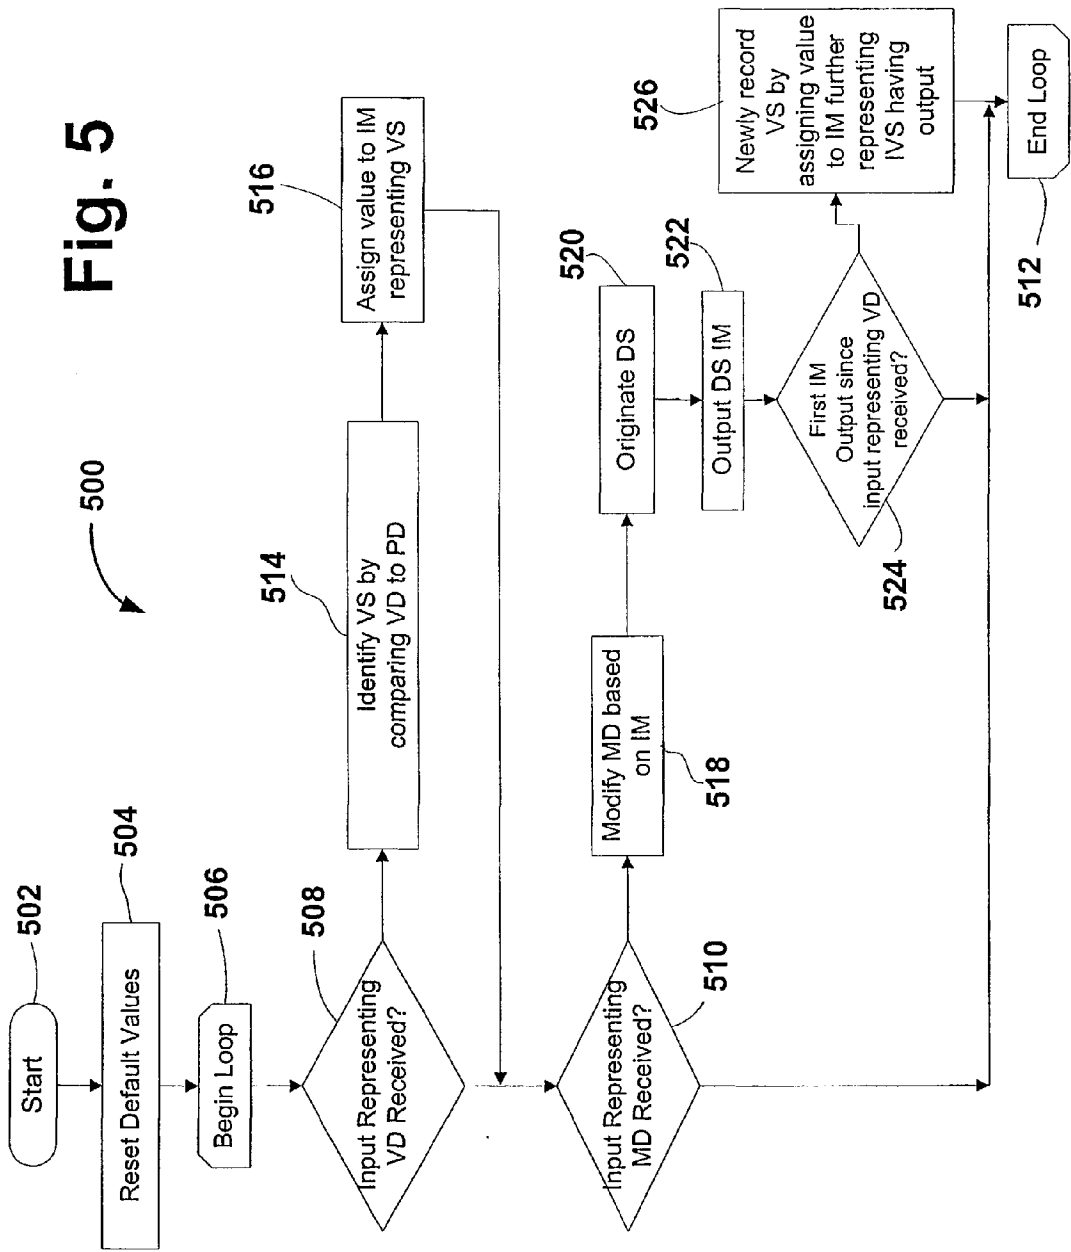 Fig. 5
500
502
Start
504
Reset Default Values
506
Begin Loop
508
Input Representing
VD Received?
514
Identify VS by
comparing VD to PD
516
Assign value to IM
representing VS
510
Input Representing
MD Received?
518
Modify MD based
on IM
520
Originate DS
522
Output DS IM
524
First IM
Output since
input representing VD
received?
526
Newly record
VS by
assigning value
to IM further
representing
IVS having
output
512
End Loop